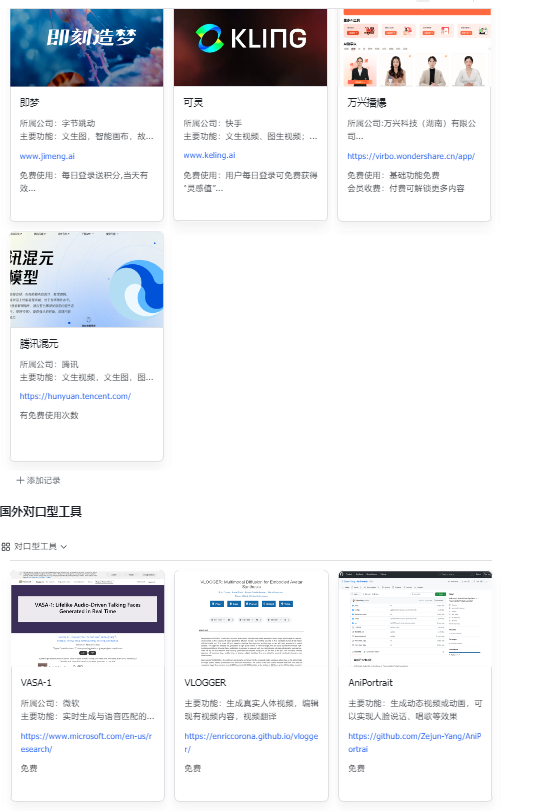 即刻造梦
KLING
即梦
所属公司：字节跳动
主要功能：文生图，智能画布，故...
www.jimeng.ai
免费使用：每日登录送积分,当天有
效...
可灵
所属公司：快手
主要功能：文生视频、图生视频；...
www.keling.ai
免费使用：用户每日登录可免费获得
“灵感值”...
万兴播爆
所属公司:万兴科技（湖南）有限公
司...
https://virbo.wondershare.cn/app/
免费使用：基础功能免费
会员收费：付费可解锁更多内容
讯混元
模型
腾讯混元
所属公司：腾讯
主要功能：文生视频，文生图，图...
https://hunyuan.tencent.com/
有免费使用次数
添加记录
国外对口型工具
对口型工具
VASA-1: Lifelike Audio-Driven Talking Faces
Generated in Real Time
VASA-1
所属公司：微软
主要功能：实时生成与语音匹配的...
https://www.microsoft.com/en-us/r
esearch/
免费
VLOGGER: Multimodal Diffusion for Embodied Avatar
Synthesis
VLOGGER
主要功能：生成真实人体视频，编辑
现有视频内容，视频翻译
https://enriccorona.github.io/vlogge
r/
免费
AniPortrait
主要功能：生成动态视频或动画，可
以实现人脸说话、唱歌等效果
https://github.com/Zejun-Yang/AniP
ortrai
免费